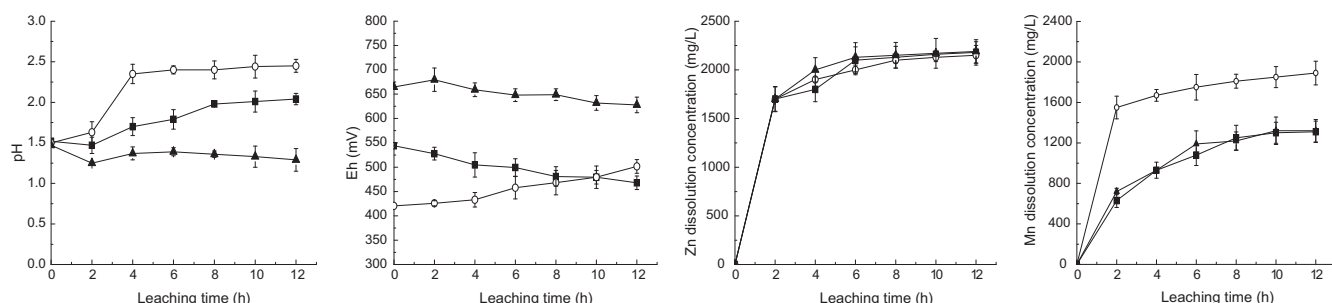 3.0
2.5
2.0
1.5
1.0
0.5
0.0
pH
0 2 4 6 8 10 12
Leaching time (h)
750
700
650
600
550
500
450
400
350
300
Eh (mV)
0 2 4 6 8 10 12
Leaching time (h)
2500
2000
1500
1000
500
0
Zn dissolution concentration (mg/L)
0 2 4 6 8 10 12
Leaching time (h)
2400
2000
1600
1200
800
400
0
Mn dissolution concentration (mg/L)
0 2 4 6 8 10 12
Leaching time (h)